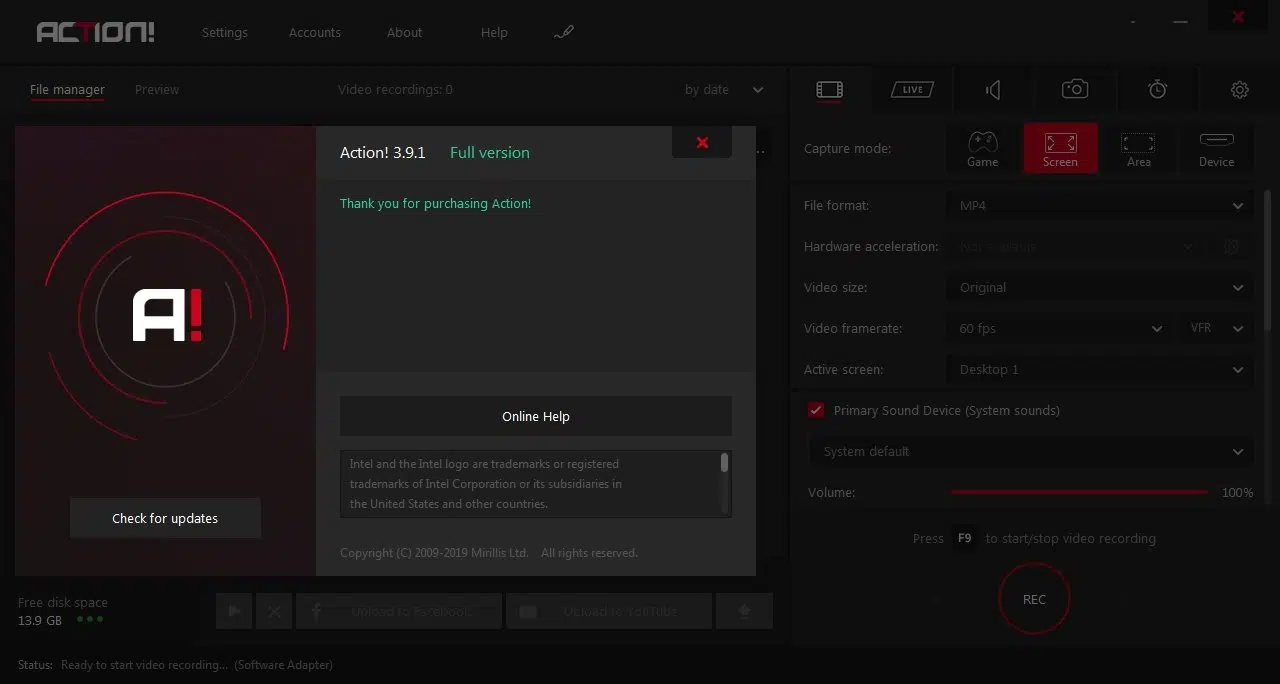 ACTION!
Settings
Accounts
About
Help
File manager
Preview
Video recordings: 0
by date
LIVE
Action! 3.9.1
Full version
Thank you for purchasing Action!
A!
Check for updates
Online Help
Intel and the Intel logo are trademarks or registered
trademarks of Intel Corporation or its subsidiaries in
the United States and other countries.
Copyright (C) 2009-2019 Mirillis Ltd. All rights reserved.
Capture mode:
Game
Screen
Area
Device
File format:
MP4
Hardware acceleration:
Not available
Video size:
Original
Video framerate:
60 fps
VFR
Active screen:
Desktop 1
Primary Sound Device (System sounds)
System default
Volume:
100%
Press F9 to start/stop video recording
REC
Free disk space
13.9 GB
Upload to Facebook
Upload to YouTube
Status: Ready to start video recording... (Software Adapter)